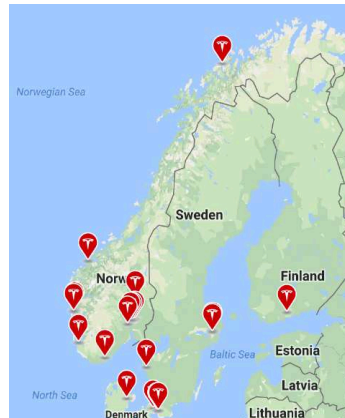 Norwegian Sea
Sweden
Norw
Finland
Estonia
Baltic Sea
Latvia
North Sea
Denmark
Lithuania